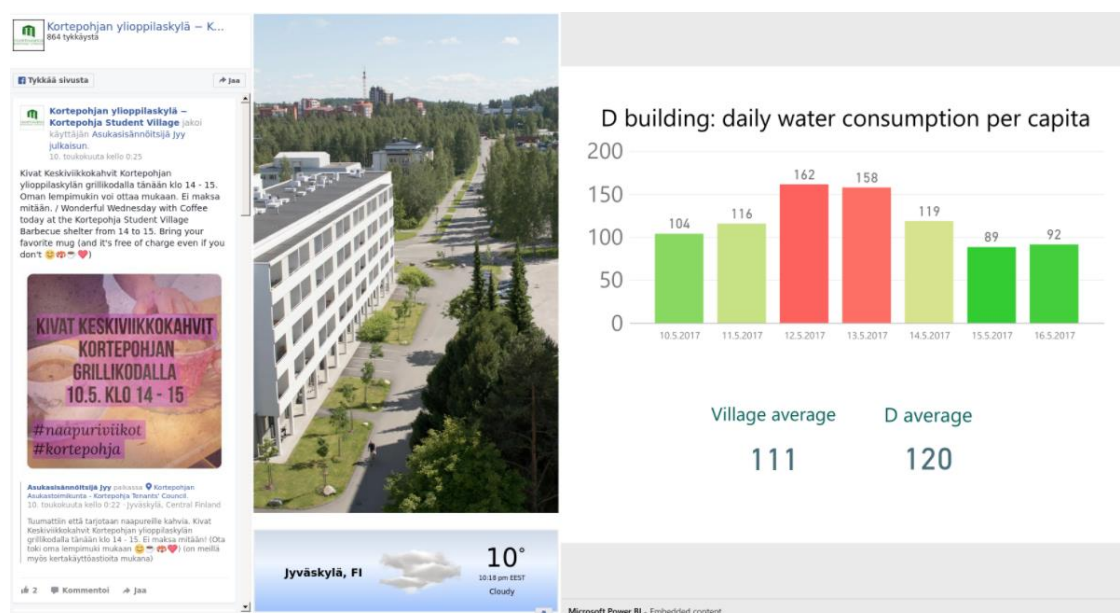 Kortepohjan ylioppilaskylä − K...
864 tykkäystä
Tykkää sivusta
Jaa
Kortepohjan ylioppilaskylä −
Kortepohja Student Village jakoi
käyttäjän Asukasisännöitsijä Jyy
julkaisun.
10. toukokuuta kello 0:25
Kivat Keskiviikkokahvit Kortepohjan
ylioppilaskylän grillikodalla tänään klo 14 - 15.
Oman lempimukin voi ottaa mukaan. Ei maksa
mitään. / Wonderful Wednesday with Coffee
today at the Kortepohja Student Village
Barbecue shelter from 14 to 15. Bring your
favorite mug (and it's free of charge even if you
don't 😊🍄☕❤️)
KIVAT KESKIVIIKKOKAHVIT
KORTEPOHJAN
GRILLIKODALLA
10.5. KLO 14 - 15
#naapuriviikot
#kortepohja
Asukasisännöitsijä Jyy paikassa Kortepohjan
Asukastoimikunta - Kortepohja Tenants' Council.
10. toukokuuta kello 0:22 · Jyväskylä, Central Finland
Tuumattiin että tarjotaan naapureille kahvia. Kivat
Keskiviikkokahvit Kortepohjan ylioppilaskylän
grillikodalla tänään klo 14 - 15. Ei maksa mitään! (Ota
toki oma lempimuki mukaan 😊☕🍄❤️) (on meillä
myös kertakäyttöastioita mukana)
2 Kommentoi Jaa
Jyväskylä, FI
10°
10:18 pm EEST
Cloudy
D building: daily water consumption per capita
200
150
100
50
0
104
116
162
158
119
89
92
10.5.2017 11.5.2017 12.5.2017 13.5.2017 14.5.2017 15.5.2017 16.5.2017
Village average D average
111 120
Microsoft Power BI - Embedded content